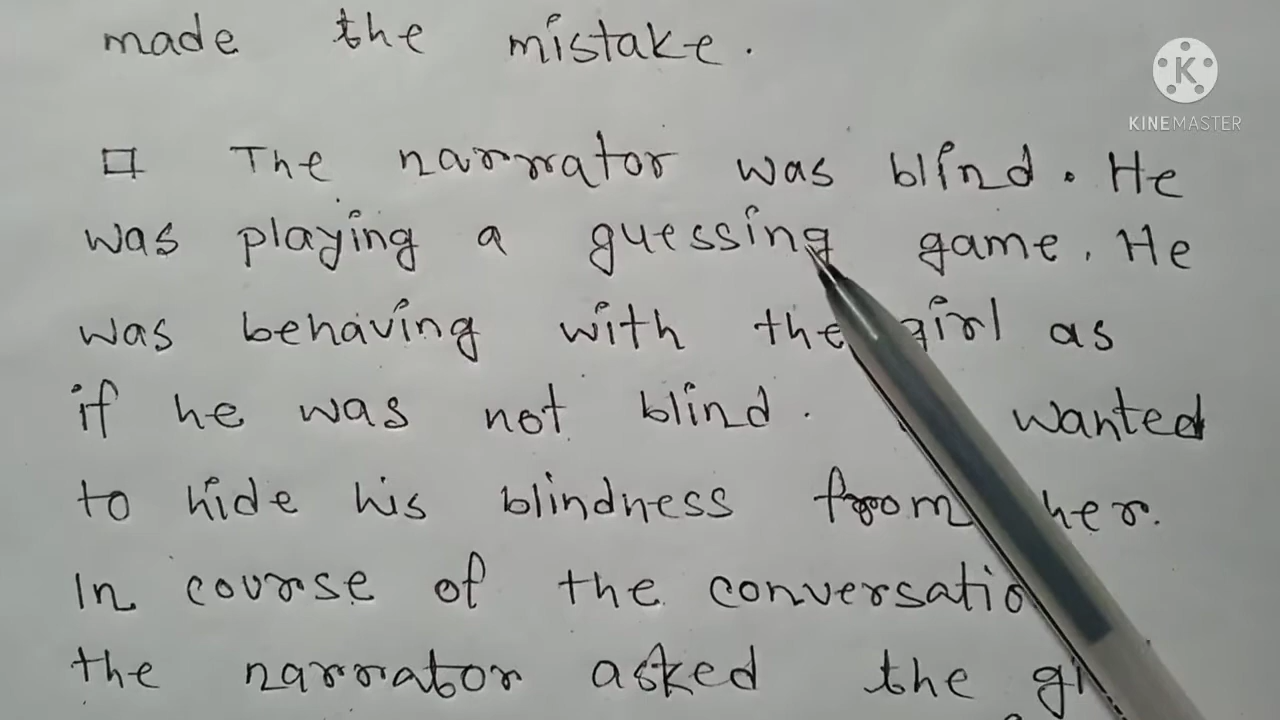 made the mistake.
K
KINEMASTER
□ The narrator was blind. He
was playing a guessing game. He
was behaving with the girl as
if he was not blind. wanted
to hide his blindness from her.
In course of the
the narrator asked the